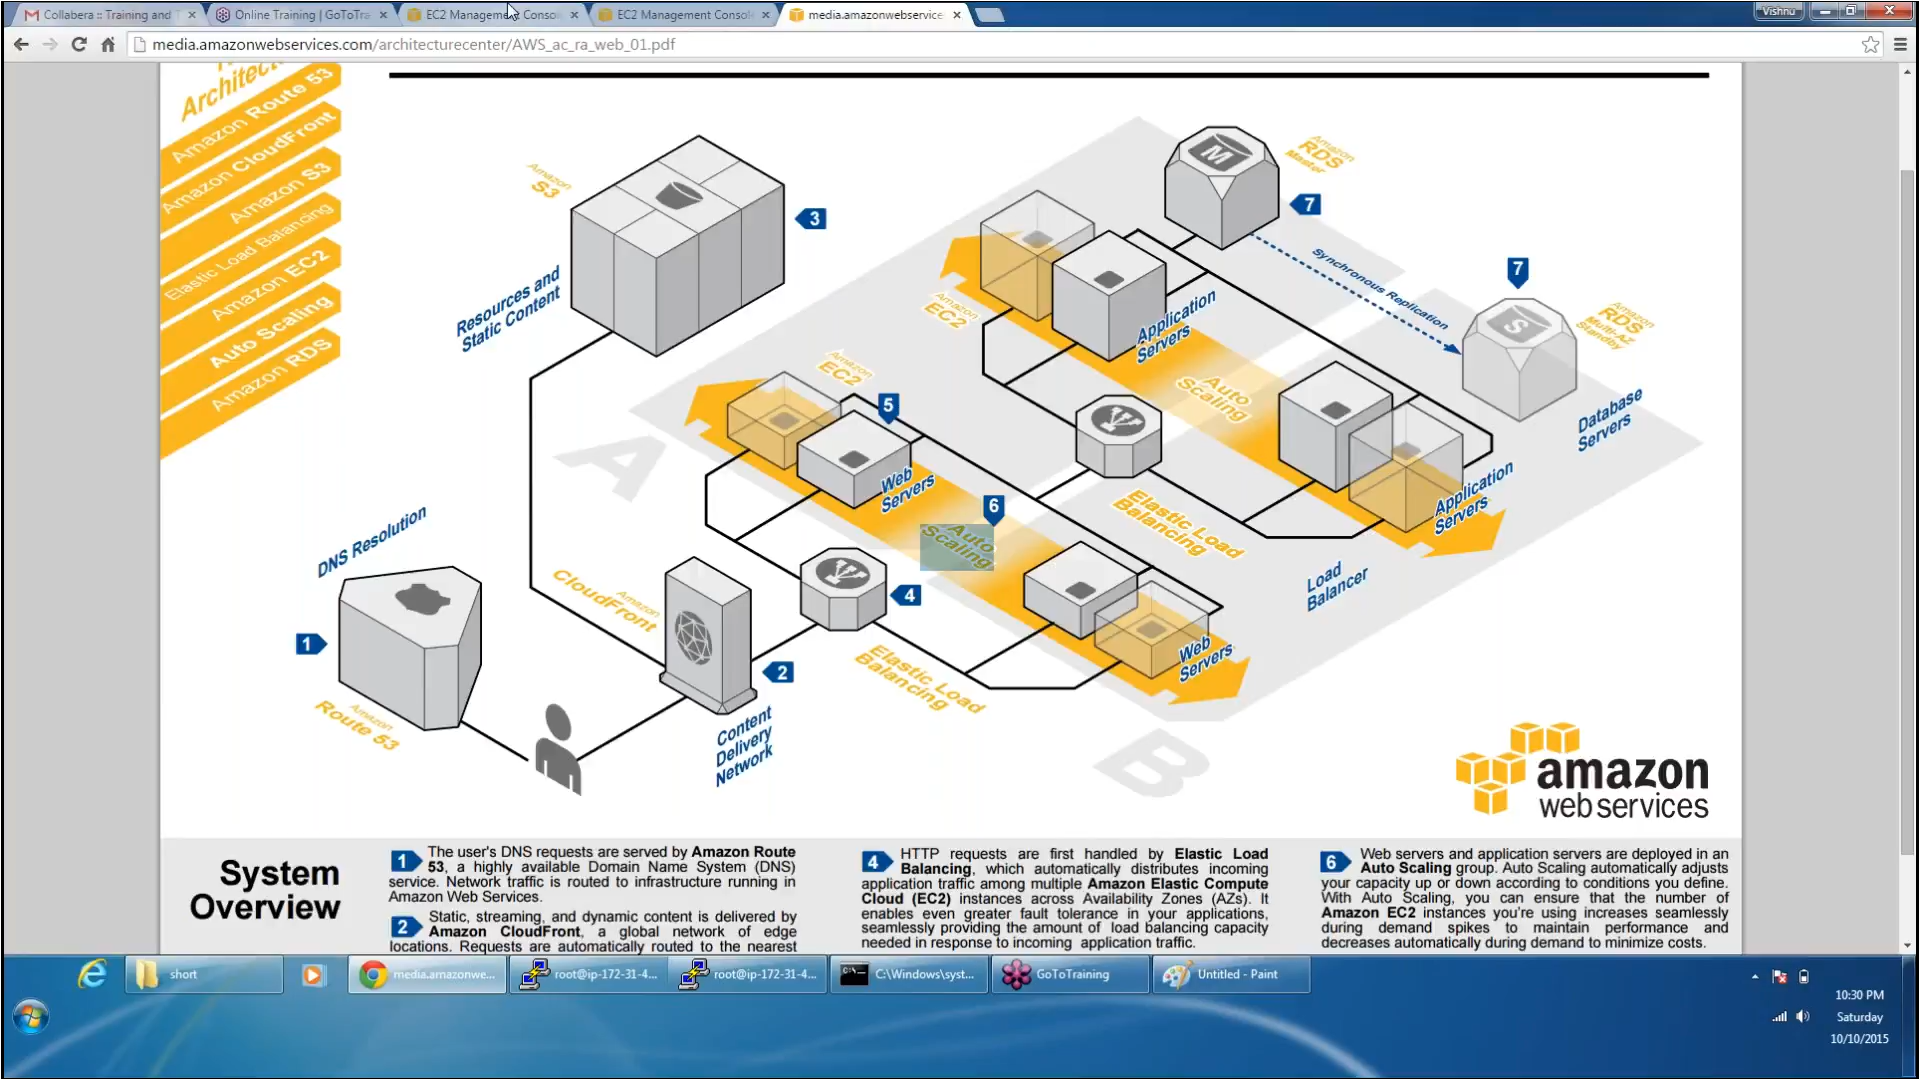 Collabera :: Training and T
Online Training | GoToTra
EC2 Management Consol
EC2 Management Consol
media.amazonwebservice
Vishnu
media.amazonwebservices.com/architecturecenter/AWS_ac_ra_web_01.pdf
Architectu
Amazon Route 53
Amazon CloudFront
Amazon S3
Elastic Load Balancing
Amazon EC2
Auto Scaling
Amazon RDS
Amazon
S3
3
Resources and
Static Content
M
Amazon
RDS
Master
7
Synchronous Replication
7
S
Amazon
RDS
Multi-AZ
Standby
Database
Servers
Amazon
EC2
Application
Servers
Auto
Scaling
Application
Servers
Amazon
EC2
5
Web
Servers
6
Auto
Scaling
Elastic Load
Balancing
Load
Balancer
A
B
DNS Resolution
1
Amazon
Route 53
Amazon
CloudFront
2
Content
Delivery
Network
4
Elastic Load
Balancing
Web
Servers
amazon
web services
System
Overview
1 The user's DNS requests are served by Amazon Route
53, a highly available Domain Name System (DNS)
service. Network traffic is routed to infrastructure running in
Amazon Web Services.
2 Static, streaming, and dynamic content is delivered by
Amazon CloudFront, a global network of edge
locations. Requests are automatically routed to the nearest
4 HTTP requests are first handled by Elastic Load
Balancing, which automatically distributes incoming
application traffic among multiple Amazon Elastic Compute
Cloud (EC2) instances across Availability Zones (AZs). It
enables even greater fault tolerance in your applications,
seamlessly providing the amount of load balancing capacity
needed in response to incoming application traffic.
6 Web servers and application servers are deployed in an
Auto Scaling group. Auto Scaling automatically adjusts
your capacity up or down according to conditions you define.
With Auto Scaling, you can ensure that the number of
Amazon EC2 instances you're using increases seamlessly
during demand spikes to maintain performance and
decreases automatically during demand to minimize costs.
short
media.amazonwe...
root@ip-172-31-4...
root@ip-172-31-4...
C:\Windows\syst...
GoToTraining
Untitled - Paint
10:30 PM
Saturday
10/10/2015